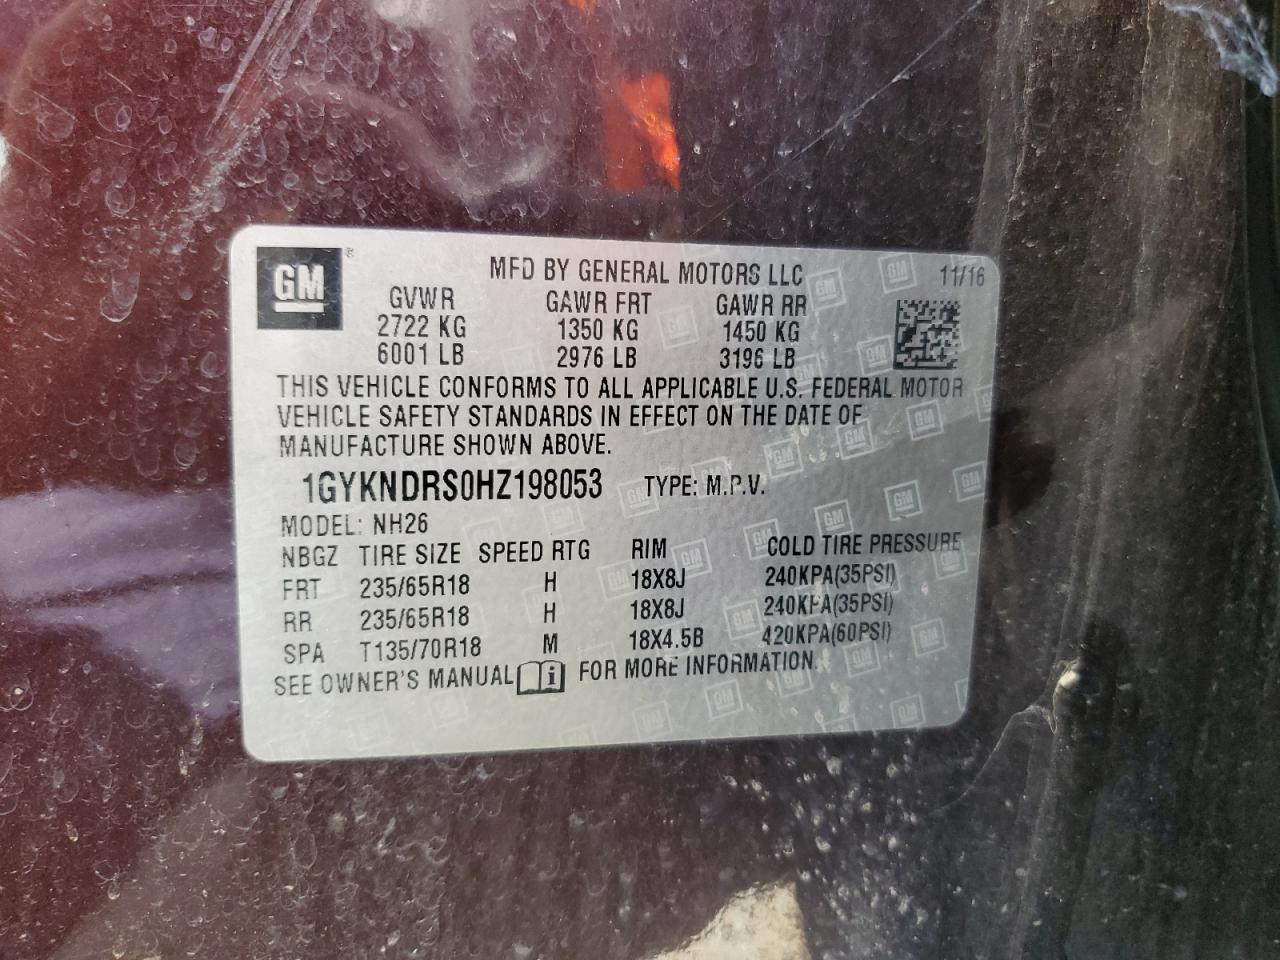 GM ®
MFD BY GENERAL MOTORS LLC 11/16
GVWR GAWR FRT GAWR RR
2722 KG 1350 KG 1450 KG
6001 LB 2976 LB 3196 LB
THIS VEHICLE CONFORMS TO ALL APPLICABLE U.S. FEDERAL MOTOR
VEHICLE SAFETY STANDARDS IN EFFECT ON THE DATE OF
MANUFACTURE SHOWN ABOVE.
1GYKNDRS0HZ198053 TYPE: M.P.V.
MODEL: NH26
NBGZ TIRE SIZE SPEED RTG RIM COLD TIRE PRESSURE
FRT 235/65R18 H 18X8J 240KPA(35PSI)
RR 235/65R18 H 18X8J 240KPA(35PSI)
SPA T135/70R18 M 18X4.5B 420KPA(60PSI)
SEE OWNER'S MANUAL i FOR MORE INFORMATION.